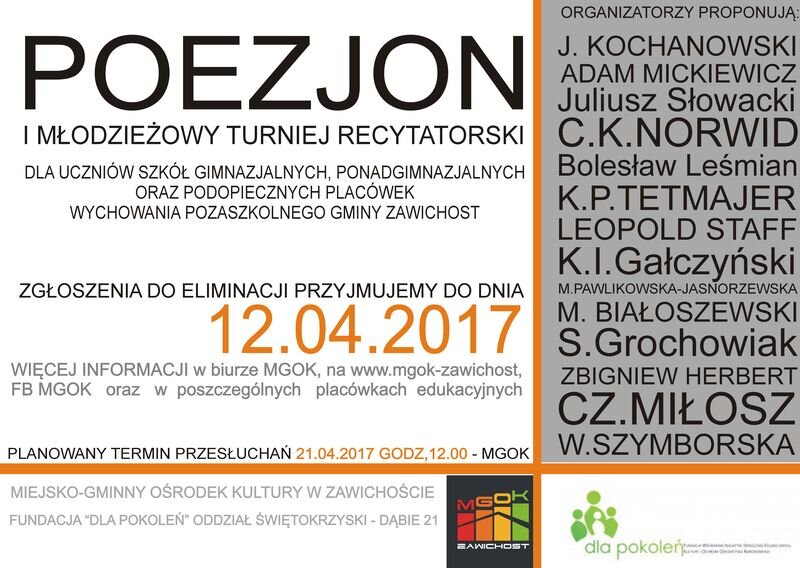 POEZJON
I MŁODZIEŻOWY TURNIEJ RECYTATORSKI
DLA UCZNIÓW SZKÓŁ GIMNAZJALNYCH, PONADGIMNAZJALNYCH
ORAZ PODOPIECZNYCH PLACÓWEK
WYCHOWANIA POZASZKOLNEGO GMINY ZAWICHOST
ZGŁOSZENIA DO ELIMINACJI PRZYJMUJEMY DO DNIA
12.04.2017
WIĘCEJ INFORMACJI w biurze MGOK, na www.mgok-zawichost,
FB MGOK oraz w poszczególnych placówkach edukacyjnych
PLANOWANY TERMIN PRZESŁUCHAŃ 21.04.2017 GODZ,12.00 - MGOK
ORGANIZATORZY PROPONUJĄ:
J. KOCHANOWSKI
ADAM MICKIEWICZ
Juliusz Słowacki
C.K.NORWID
Bolesław Leśmian
K.P.TETMAJER
LEOPOLD STAFF
K.I.Gałczyński
M.PAWLIKOWSKA-JASNORZEWSKA
M. BIAŁOSZEWSKI
S.Grochowiak
ZBIGNIEW HERBERT
CZ.MIŁOSZ
W.SZYMBORSKA
MIEJSKO-GMINNY OŚRODEK KULTURY W ZAWICHOŚCIE
FUNDACJA "DLA POKOLEŃ" ODDZIAŁ ŚWIĘTOKRZYSKI - DĄBIE 21
MGOK
ZAWICHOST
dla pokoleń